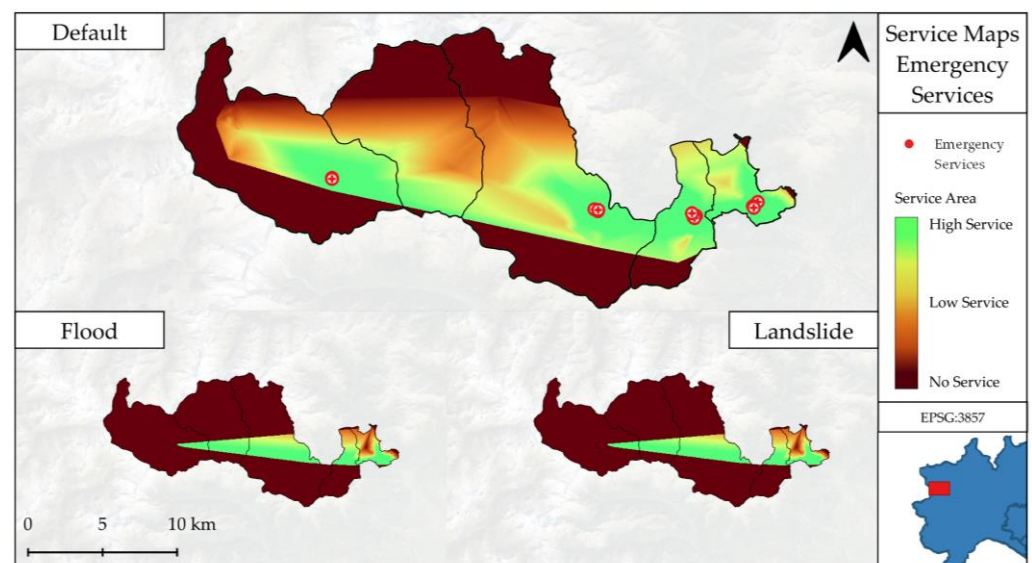 Default
Service Maps
Emergency
Services
Emergency
Services
Service Area
High Service
Low Service
No Service
Flood
Landslide
EPSG:3857
0 5 10 km